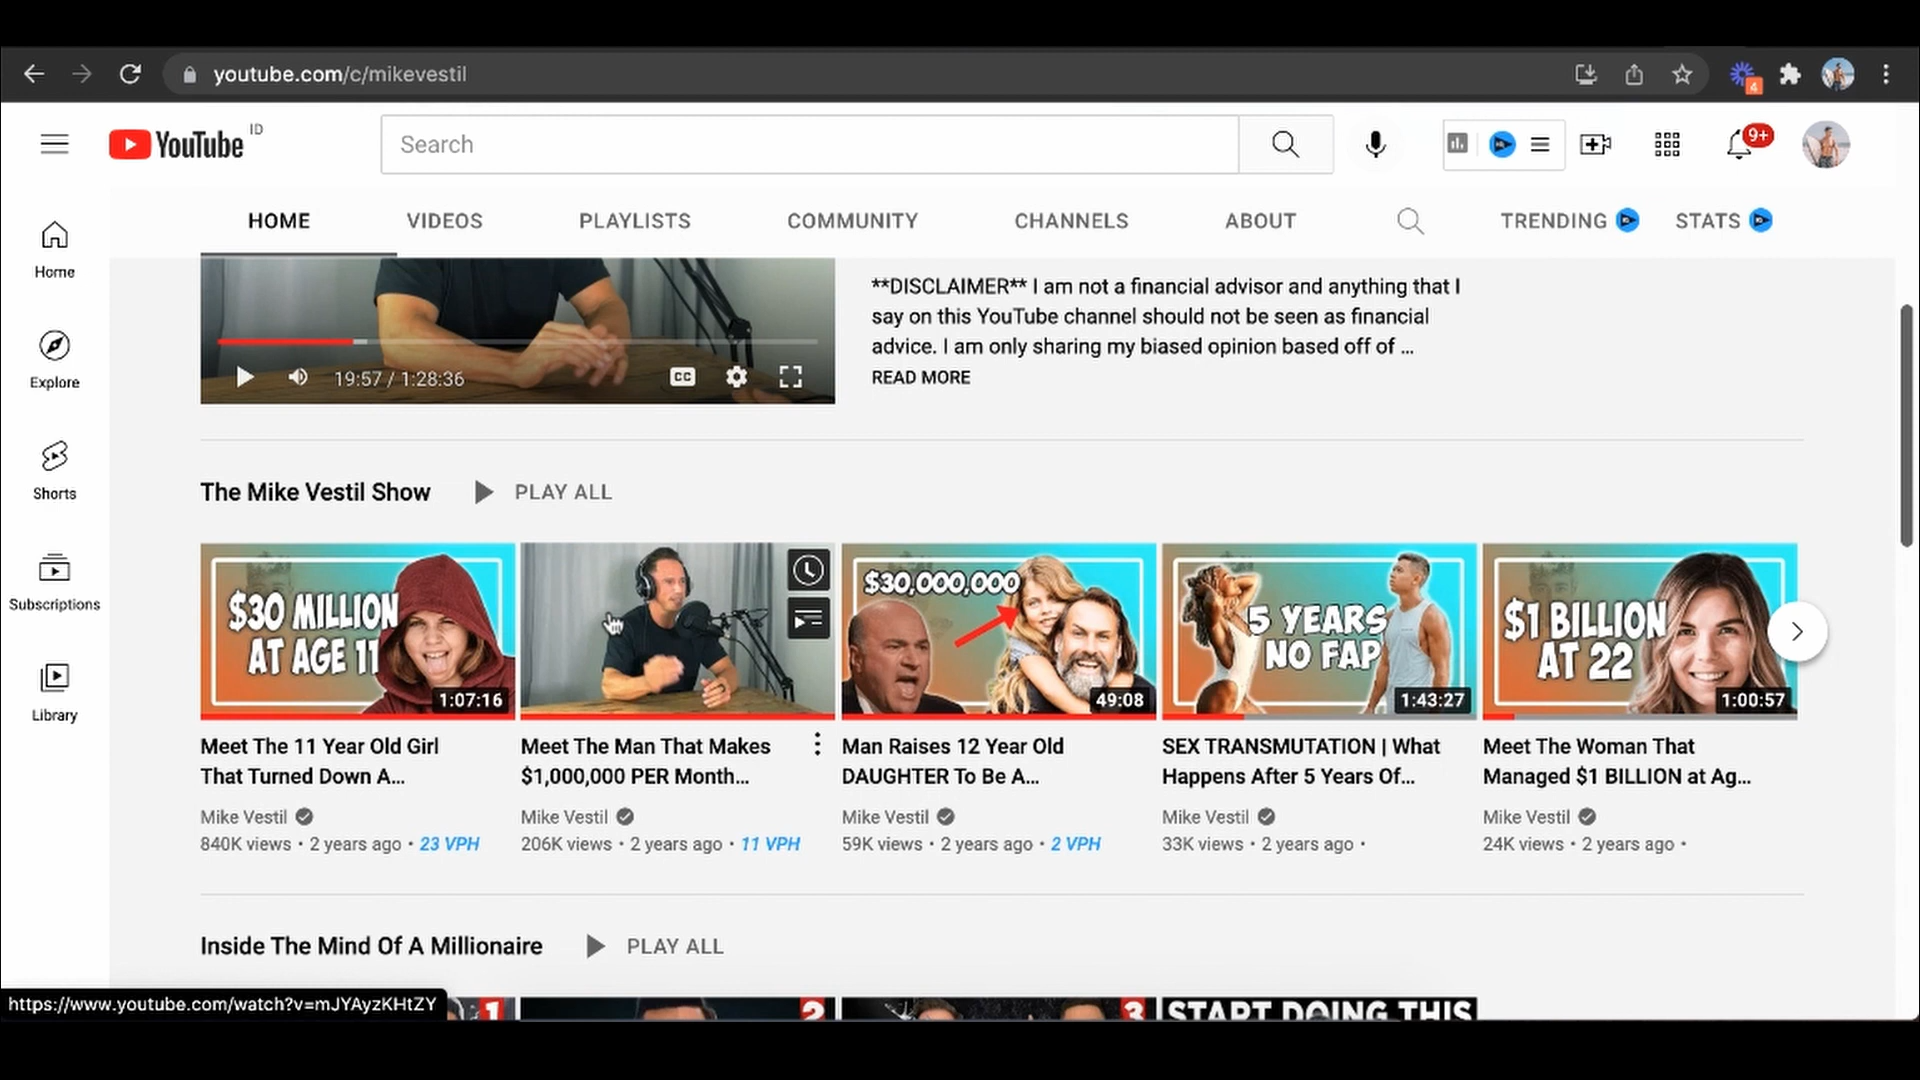 youtube.com/c/mikevestil
4
YouTube ID
Search
9+
HOME VIDEOS PLAYLISTS COMMUNITY CHANNELS ABOUT TRENDING STATS
Home
Explore
Shorts
Subscriptions
Library
19:57 / 1:28:36
CC
**DISCLAIMER** I am not a financial advisor and anything that I
say on this YouTube channel should not be seen as financial
advice. I am only sharing my biased opinion based off of ...
READ MORE
The Mike Vestil Show PLAY ALL
$30 MILLION
AT AGE 11
1:07:16
Meet The 11 Year Old Girl
That Turned Down A...
Mike Vestil
840K views • 2 years ago • 23 VPH
Meet The Man That Makes
$1,000,000 PER Month...
Mike Vestil
206K views • 2 years ago • 11 VPH
$30,000,000
49:08
Man Raises 12 Year Old
DAUGHTER To Be A...
Mike Vestil
59K views • 2 years ago • 2 VPH
5 YEARS
NO FAP
1:43:27
SEX TRANSMUTATION | What
Happens After 5 Years Of...
Mike Vestil
33K views • 2 years ago •
$1 BILLION
AT 22
1:00:57
Meet The Woman That
Managed $1 BILLION at Ag...
Mike Vestil
24K views • 2 years ago •
Inside The Mind Of A Millionaire PLAY ALL
1
2
3
START DOING THIS
https://www.youtube.com/watch?v=mJYAyzKHtZY